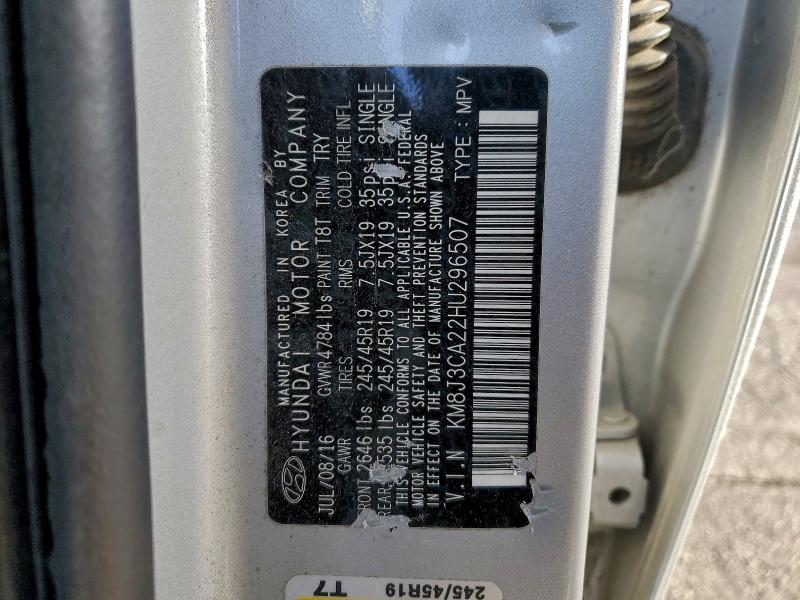 MANUFACTURED IN KOREA BY
HYUNDAI MOTOR COMPANY
JUL/08/16 GVWR 4784lbs PAINT T8T TRIM TRY
GAWR TIRES RIMS COLD TIRE INFL
FRONT 2646 lbs 245/45R19 7.5JX19 35psi SINGLE
REAR 2535 lbs 245/45R19 7.5JX19 35psi SINGLE
THIS VEHICLE CONFORMS TO ALL APPLICABLE U.S.A. FEDERAL
MOTOR VEHICLE SAFETY AND THEFT PREVENTION STANDARDS
IN EFFECT ON THE DATE OF MANUFACTURE SHOWN ABOVE
V.I.N KM8J3CA22HU296507 TYPE: MPV
245/45R19
T7